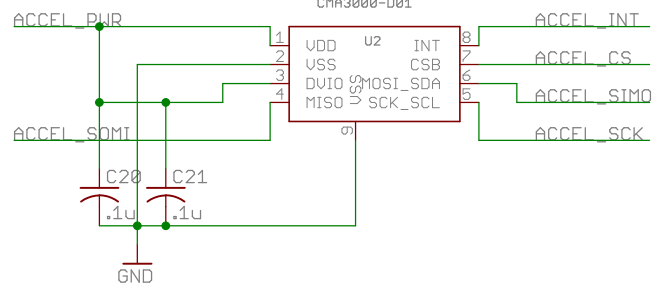 CMA3000-D01
ACCEL_PWR
ACCEL_INT
1 VDD U2 INT 8
2 VSS CSB 7
ACCEL_CS
3 DVIO VSS MOSI_SDA 6
4 MISO SCK_SCL 5
ACCEL_SIMO
ACCEL_SOMI
9
ACCEL_SCK
C20 C21
.1u .1u
GND